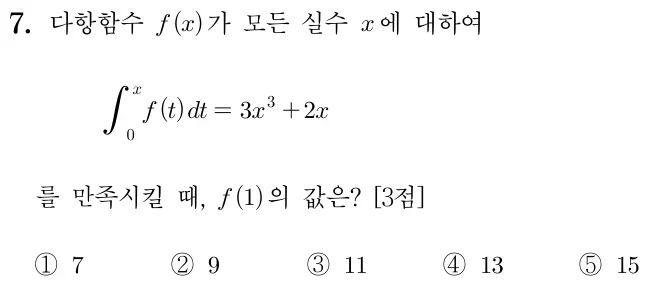 7. 다항함수 f(x)가 모든 실수 x에 대하여
∫₀ˣ f(t)dt = 3x³ + 2x
를 만족시킬 때, f(1)의 값은? [3점]
① 7 ② 9 ③ 11 ④ 13 ⑤ 15